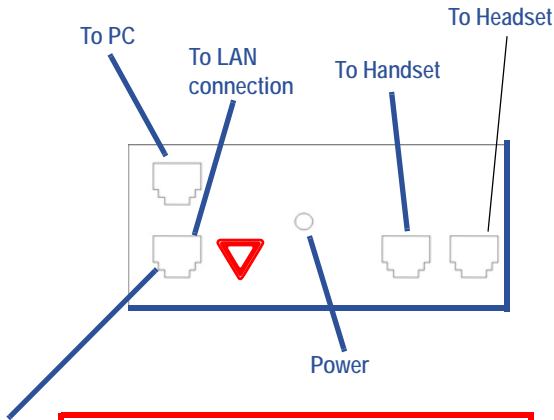 To Headset
To PC
To LAN
connection
To Handset
Power